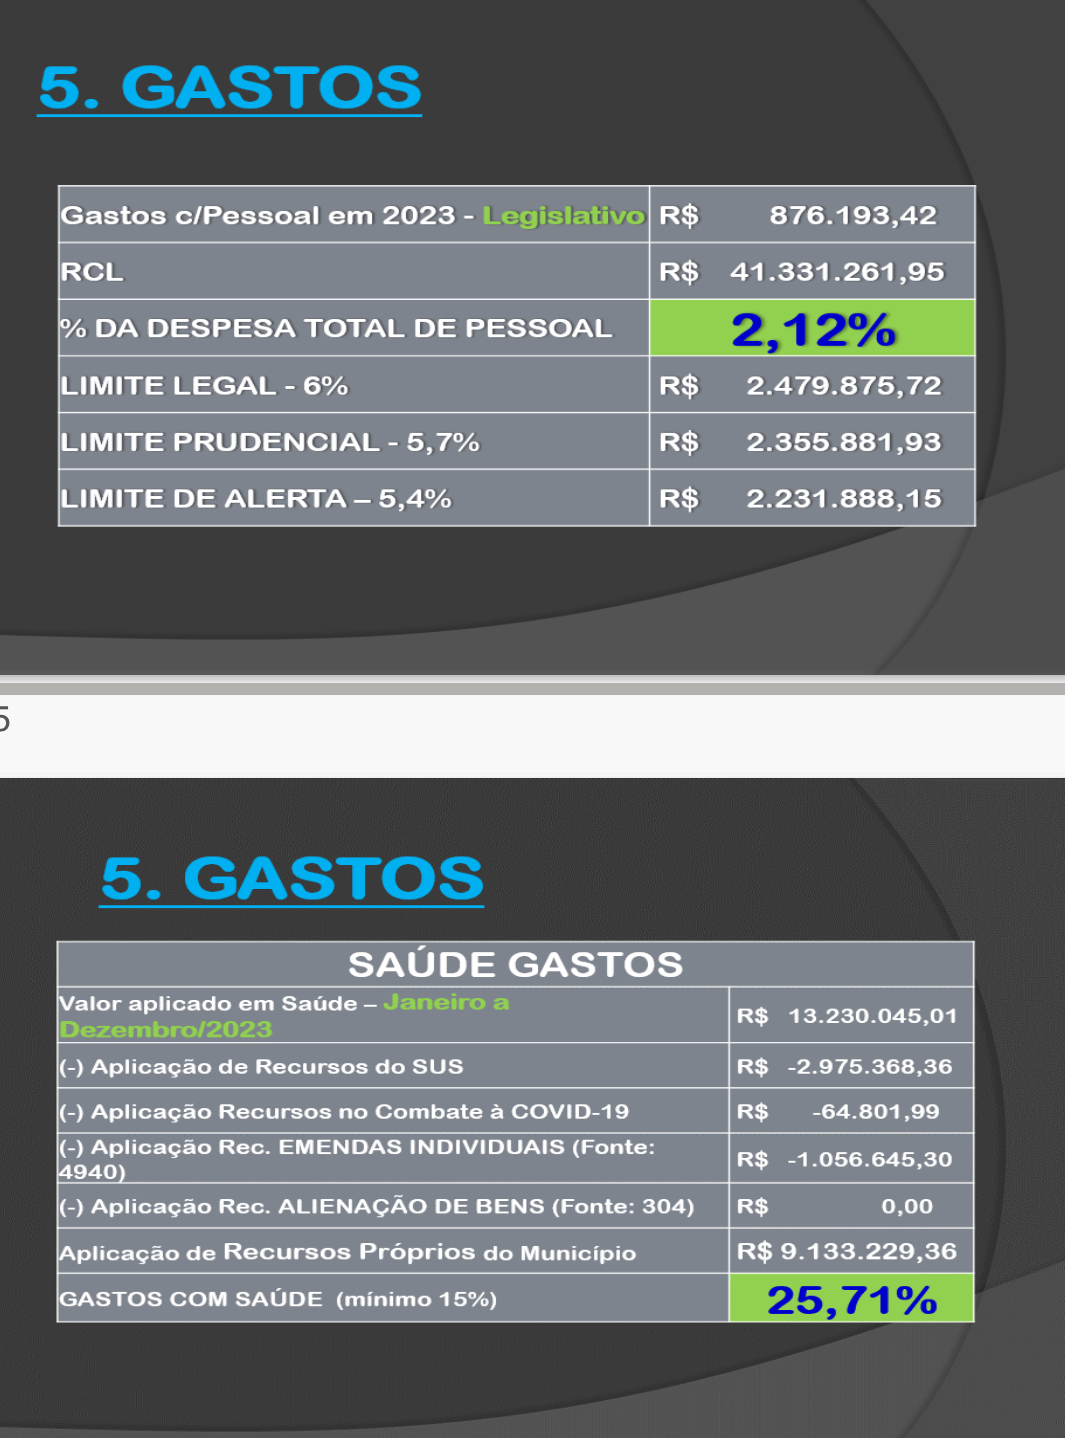 5. GASTOS
Gastos c/Pessoal em 2023 - Legislativo R$ 876.193,42
RCL R$ 41.331.261,95
% DA DESPESA TOTAL DE PESSOAL 2,12%
LIMITE LEGAL - 6% R$ 2.479.875,72
LIMITE PRUDENCIAL - 5,7% R$ 2.355.881,93
LIMITE DE ALERTA – 5,4% R$ 2.231.888,15
5
5. GASTOS
SAÚDE GASTOS
Valor aplicado em Saúde – Janeiro a
Dezembro/2023 R$ 13.230.045,01
(-) Aplicação de Recursos do SUS R$ -2.975.368,36
(-) Aplicação Recursos no Combate à COVID-19 R$ -64.801,99
(-) Aplicação Rec. EMENDAS INDIVIDUAIS (Fonte:
4940) R$ -1.056.645,30
(-) Aplicação Rec. ALIENAÇÃO DE BENS (Fonte: 304) R$ 0,00
Aplicação de Recursos Próprios do Município R$ 9.133.229,36
GASTOS COM SAÚDE (mínimo 15%) 25,71%